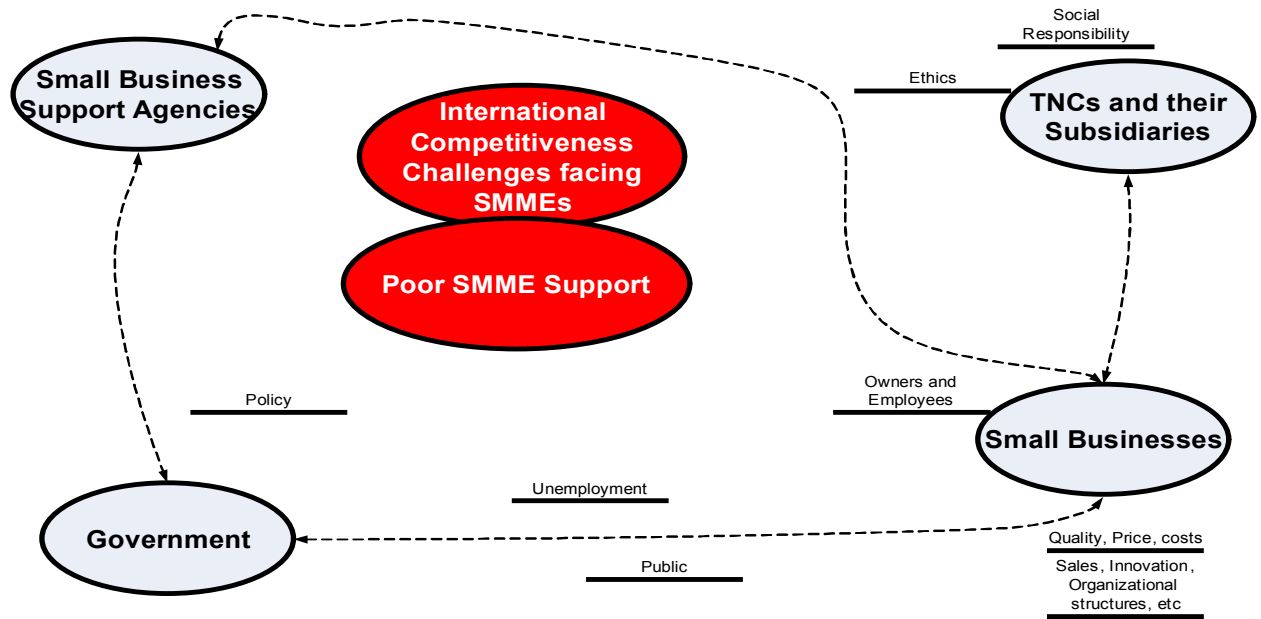 Social
Responsibility
Ethics
Small Business
Support Agencies
TNCs and their
Subsidiaries
International
Competitiveness
Challenges facing
SMMEs
Poor SMME Support
Owners and
Employees
Policy
Small Businesses
Unemployment
Government
Quality, Price, costs
Public
Sales, Innovation,
Organizational
structures, etc